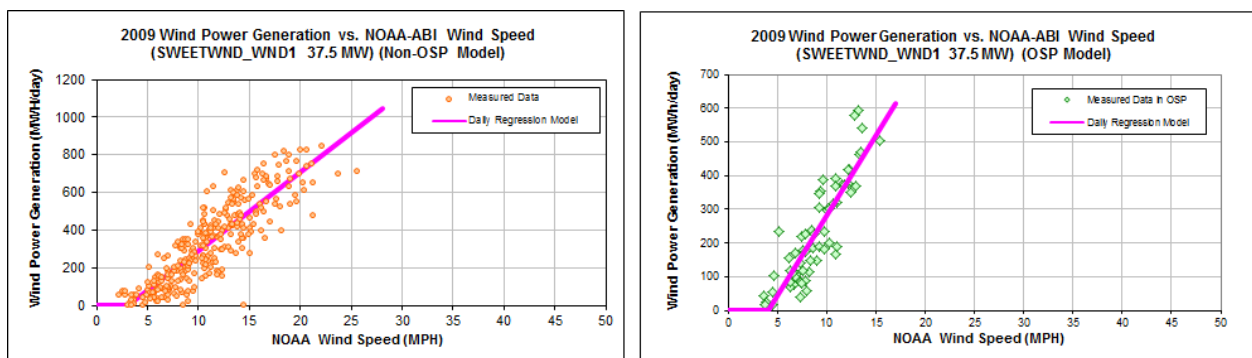 2009 Wind Power Generation vs. NOAA-ABI Wind Speed
(SWEETWND_WND1 37.5 MW) (Non-OSP Model)
Wind Power Generation (MWH/day)
1200
1000
800
600
400
200
0
Measured Data
Daily Regression Model
0 5 10 15 20 25 30 35 40 45 50
NOAA Wind Speed (MPH)
2009 Wind Power Generation vs. NOAA-ABI Wind Speed
(SWEETWND_WND1 37.5 MW) (OSP Model)
Wind Power Generation (MWh/day)
700
600
500
400
300
200
100
0
Measured Data in OSP
Daily Regression Model
0 5 10 15 20 25 30 35 40 45 50
NOAA Wind Speed (MPH)